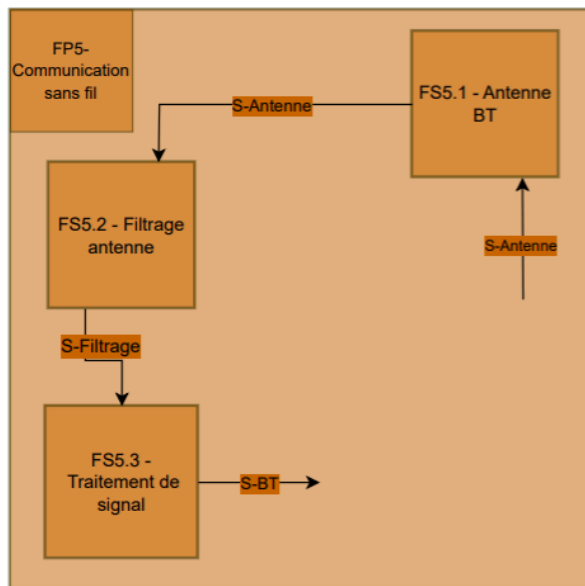 FP5-
Communication
sans fil
FS5.1 - Antenne
BT
S-Antenne
FS5.2 - Filtrage
antenne
S-Antenne
S-Filtrage
FS5.3 -
Traitement de
signal
S-BT